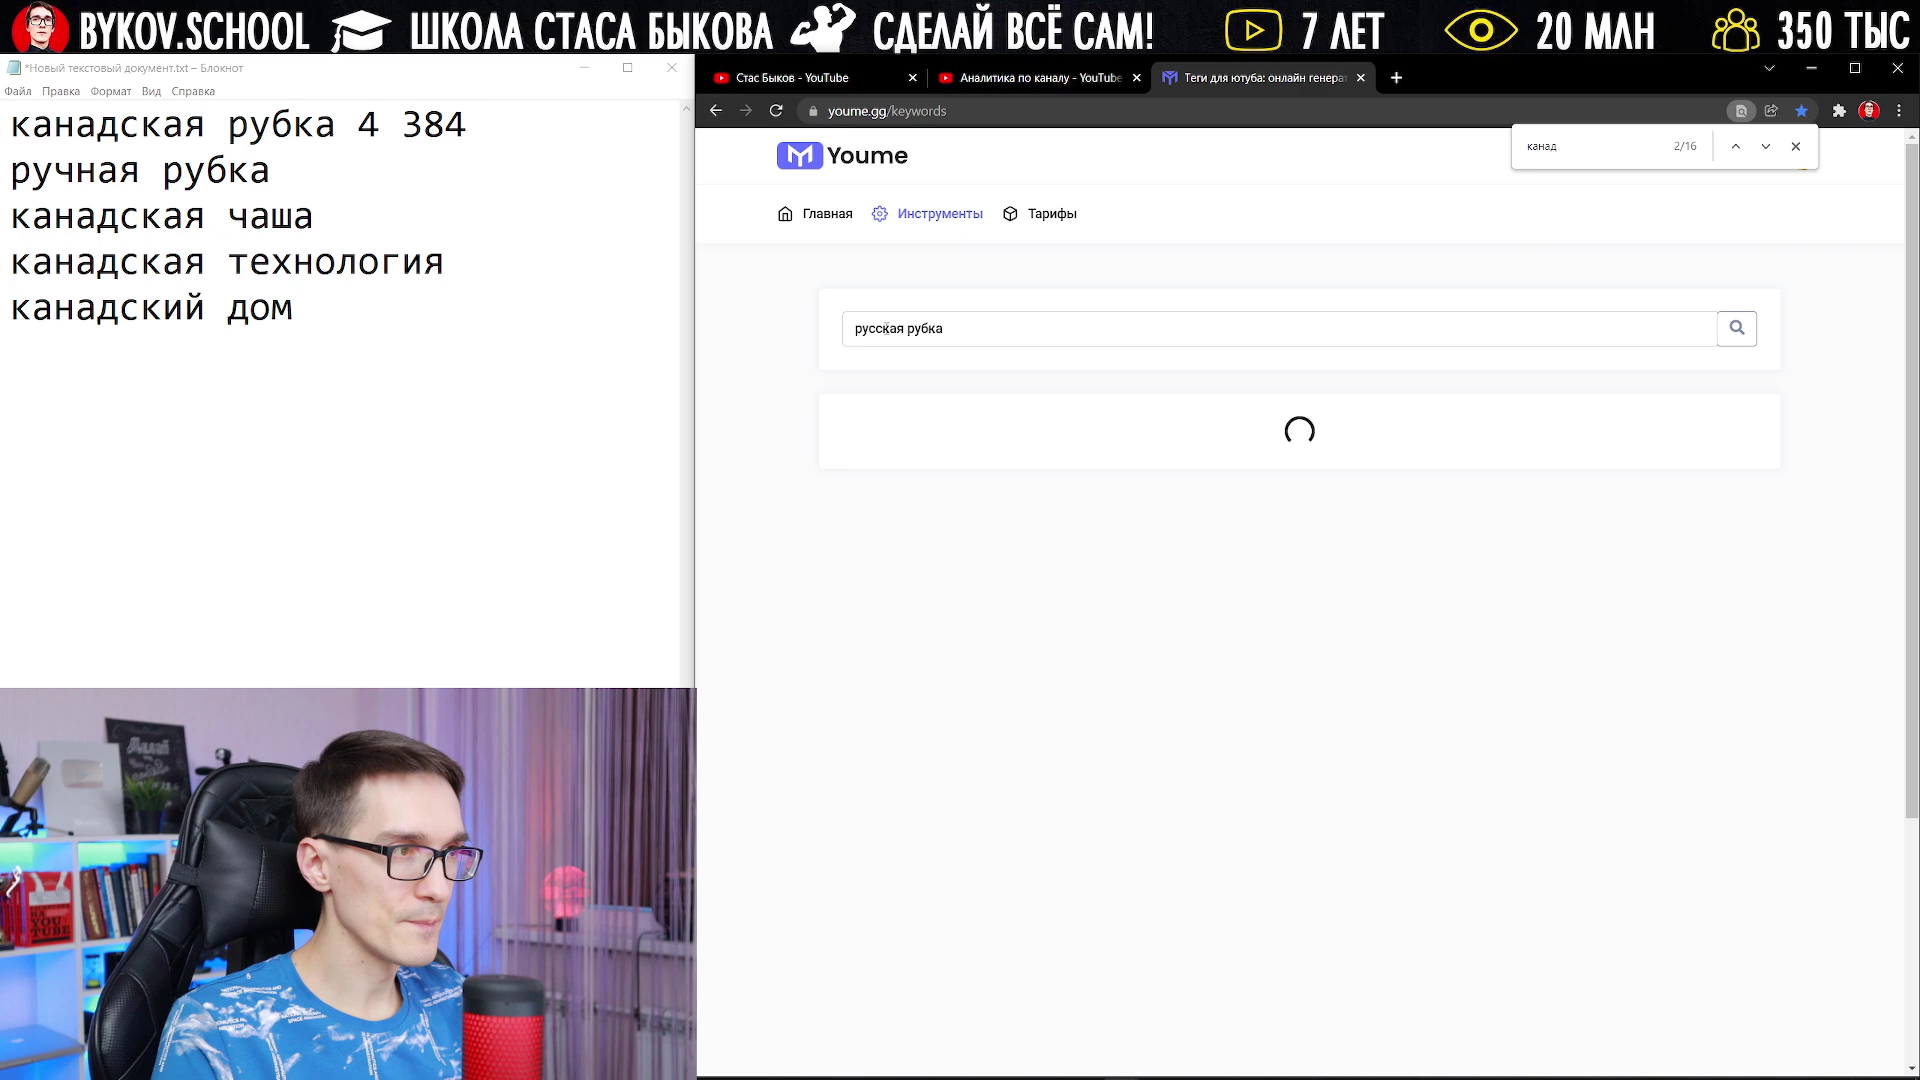 BYKOV.SCHOOL ШКОЛА СТАСА БЫКОВА СДЕЛАЙ ВСЁ САМ! 7 ЛЕТ 20 МЛН 350 ТЫС
*Новый текстовый документ.txt – Блокнот
Файл Правка Формат Вид Справка
канадская рубка 4 384
ручная рубка
канадская чаша
канадская технология
канадский дом
Стас Быков - YouTube
Аналитика по каналу - YouTube
Теги для ютуба: онлайн генерат
youme.gg/keywords
канад 2/16
Youme
Главная Инструменты Тарифы
русская рубка
НА YOUTUBE